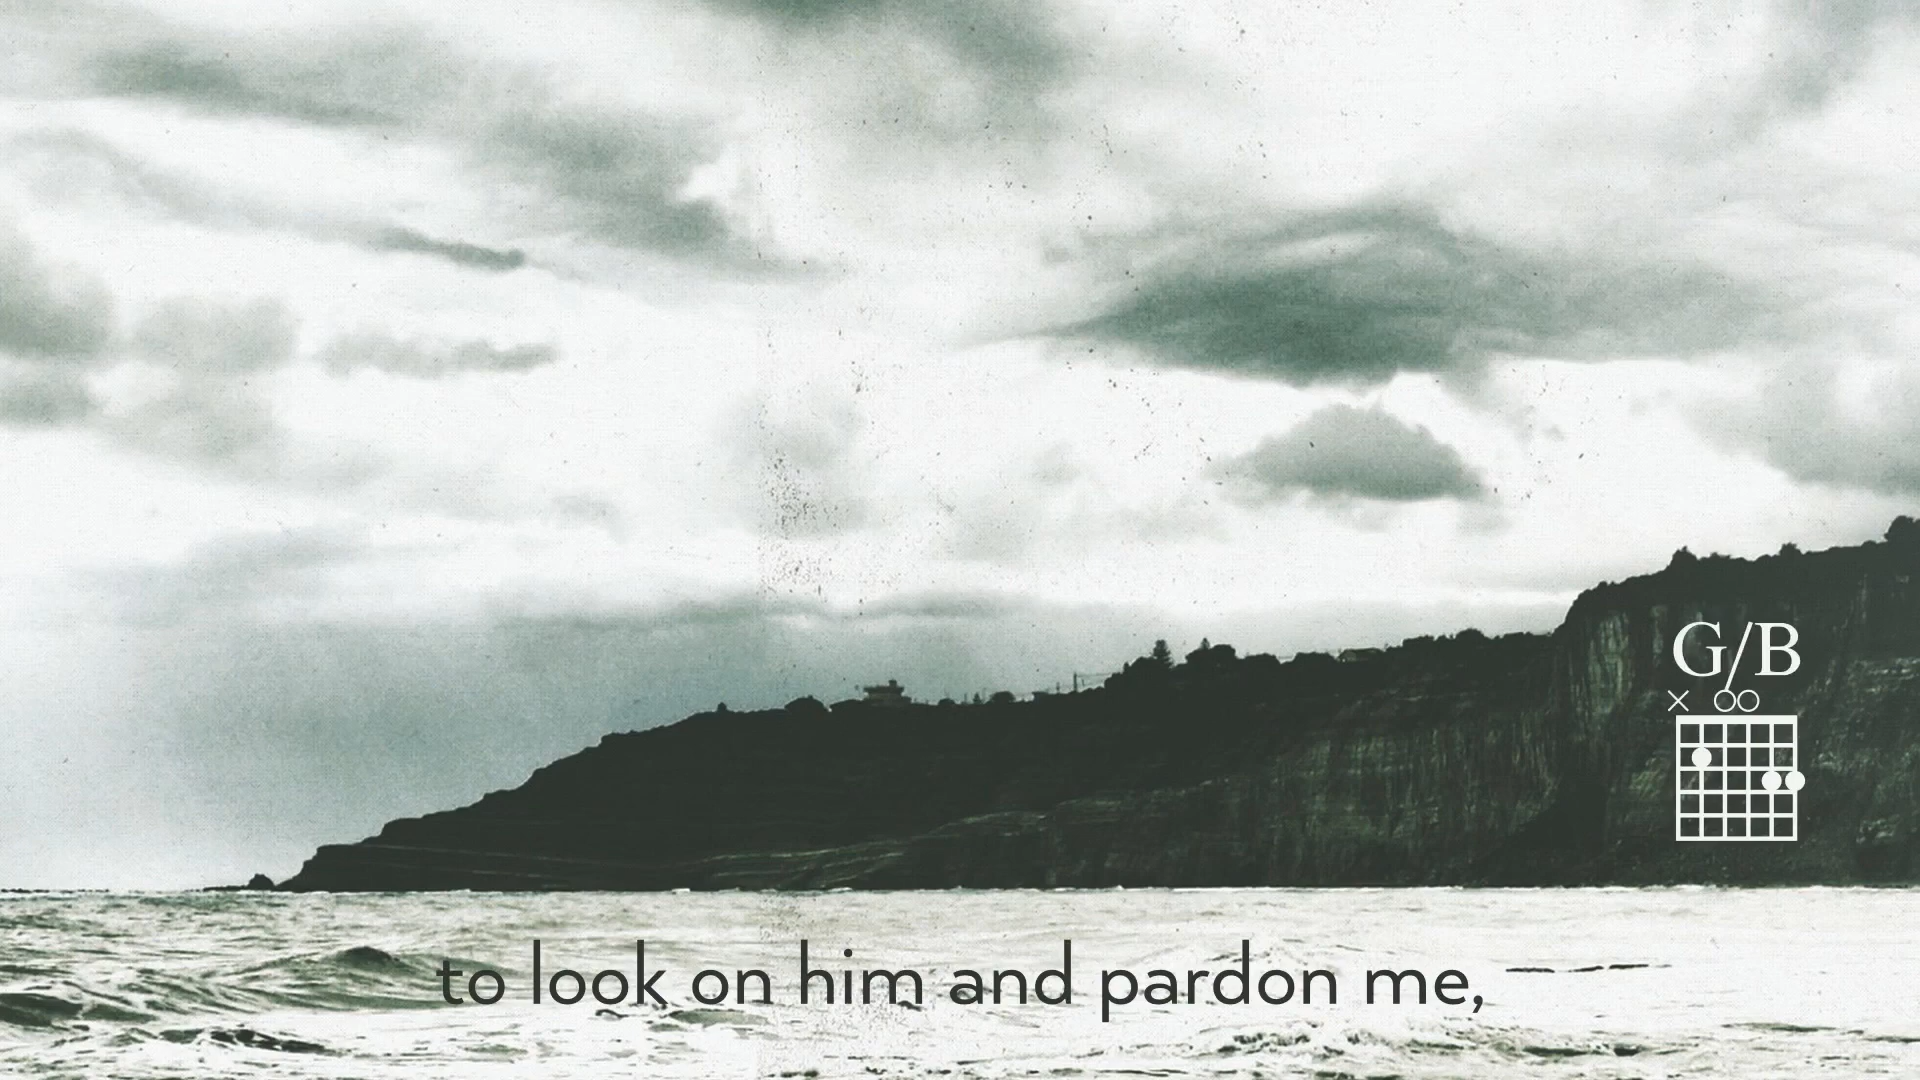 G/B
× ○○
to look on him and pardon me,